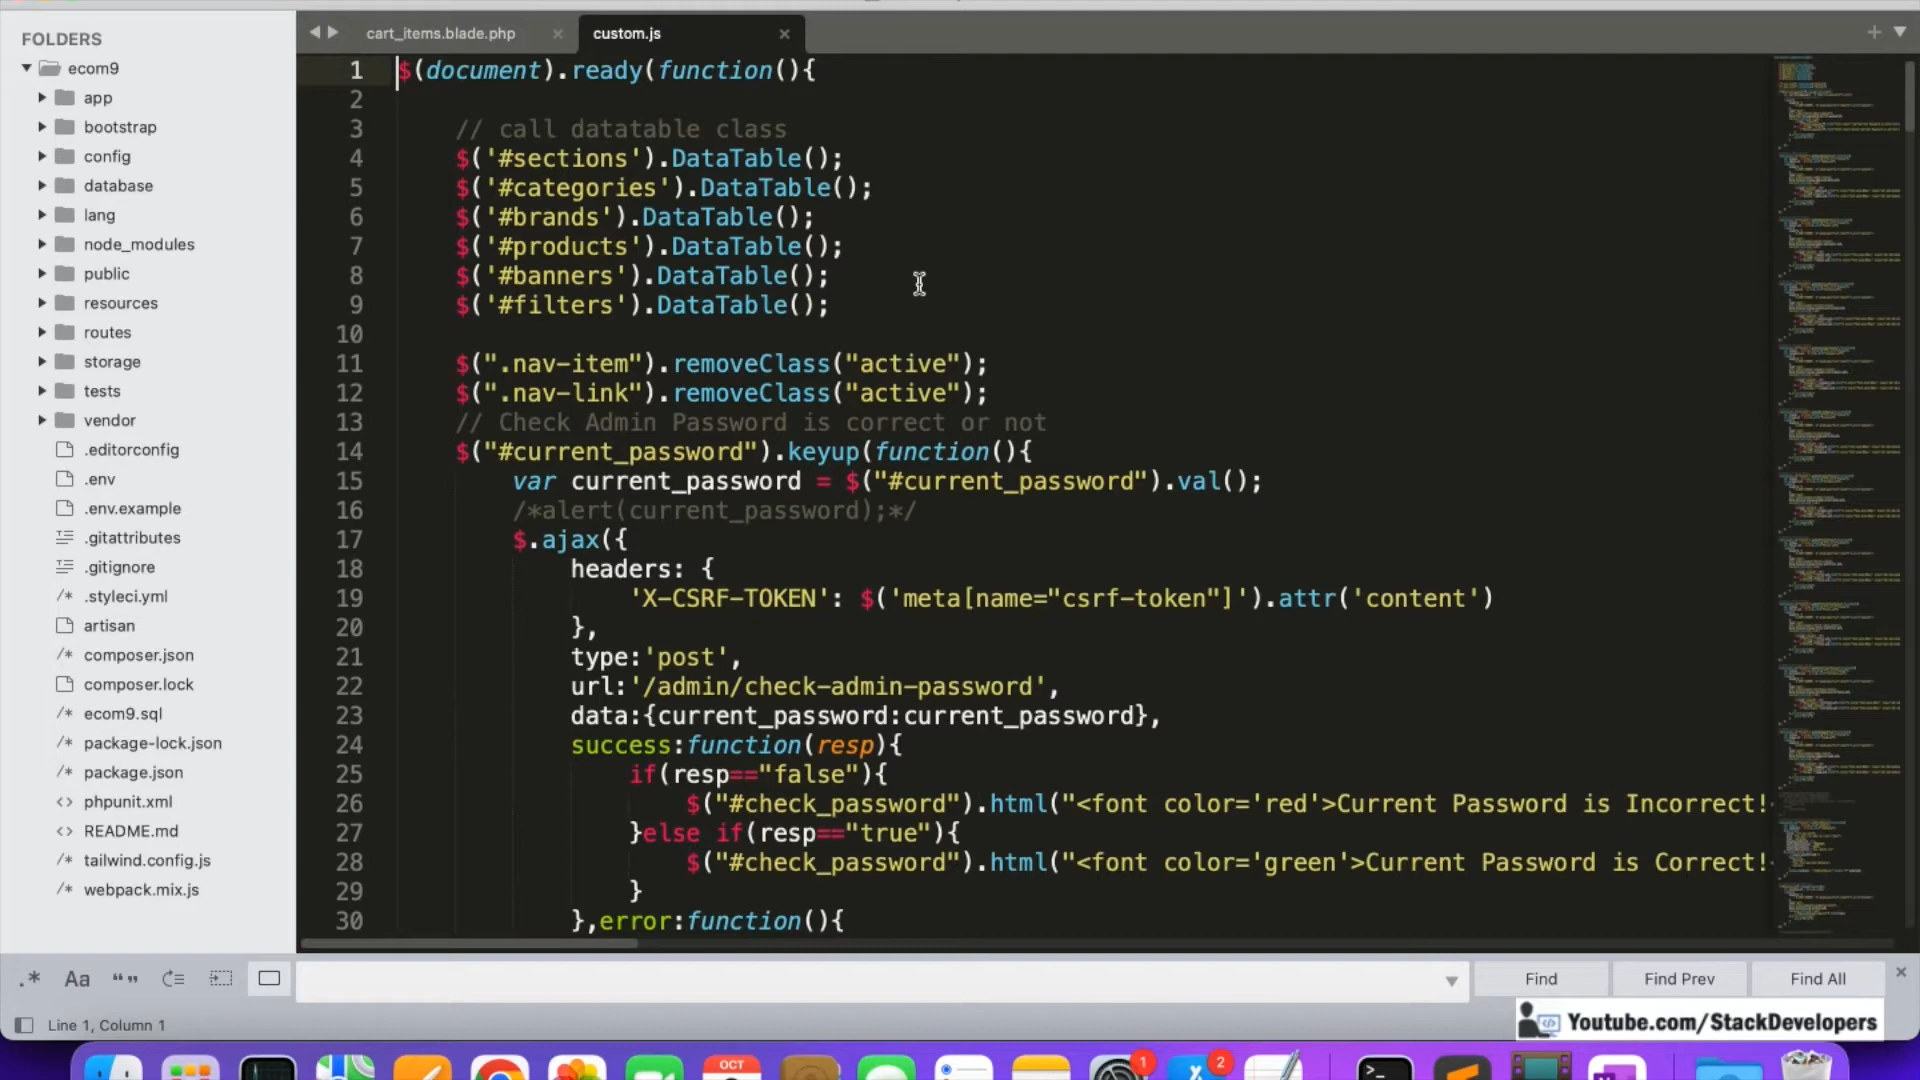 FOLDERS
ecom9
app
bootstrap
config
database
lang
node_modules
public
resources
routes
storage
tests
vendor
.editorconfig
.env
.env.example
.gitattributes
.gitignore
/* .styleci.yml
artisan
/* composer.json
composer.lock
/* ecom9.sql
/* package-lock.json
/* package.json
<> phpunit.xml
<> README.md
/* tailwind.config.js
/* webpack.mix.js
cart_items.blade.php ×
custom.js ×
1 $(document).ready(function(){
2
3 // call datatable class
4 $('#sections').DataTable();
5 $('#categories').DataTable();
6 $('#brands').DataTable();
7 $('#products').DataTable();
8 $('#banners').DataTable();
9 $('#filters').DataTable();
10
11 $(".nav-item").removeClass("active");
12 $(".nav-link").removeClass("active");
13 // Check Admin Password is correct or not
14 $("#current_password").keyup(function(){
15 var current_password = $("#current_password").val();
16 /*alert(current_password);*/
17 $.ajax({
18 headers: {
19 'X-CSRF-TOKEN': $('meta[name="csrf-token"]').attr('content')
20 },
21 type:'post',
22 url:'/admin/check-admin-password',
23 data:{current_password:current_password},
24 success:function(resp){
25 if(resp=="false"){
26 $("#check_password").html("<font color='red'>Current Password is Incorrect!
27 }else if(resp=="true"){
28 $("#check_password").html("<font color='green'>Current Password is Correct!
29 }
30 },error:function(){
.* Aa “” Find Find Prev Find All ×
Line 1, Column 1
Youtube.com/StackDevelopers
OCT 1 2